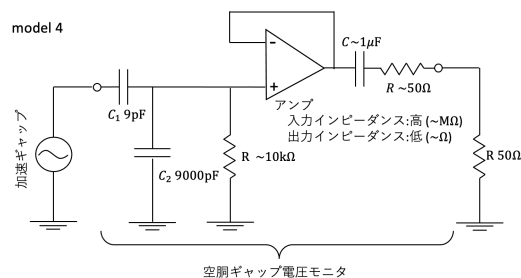 model 4
C~1μF
R ~50Ω
-
+
C₁ 9pF
アンプ
入力インピーダンス:高 (~MΩ)
出力インピーダンス:低 (~Ω)
加速ギャップ
C₂ 9000pF
R ~10kΩ
R 50Ω
空胴ギャップ電圧モニタ